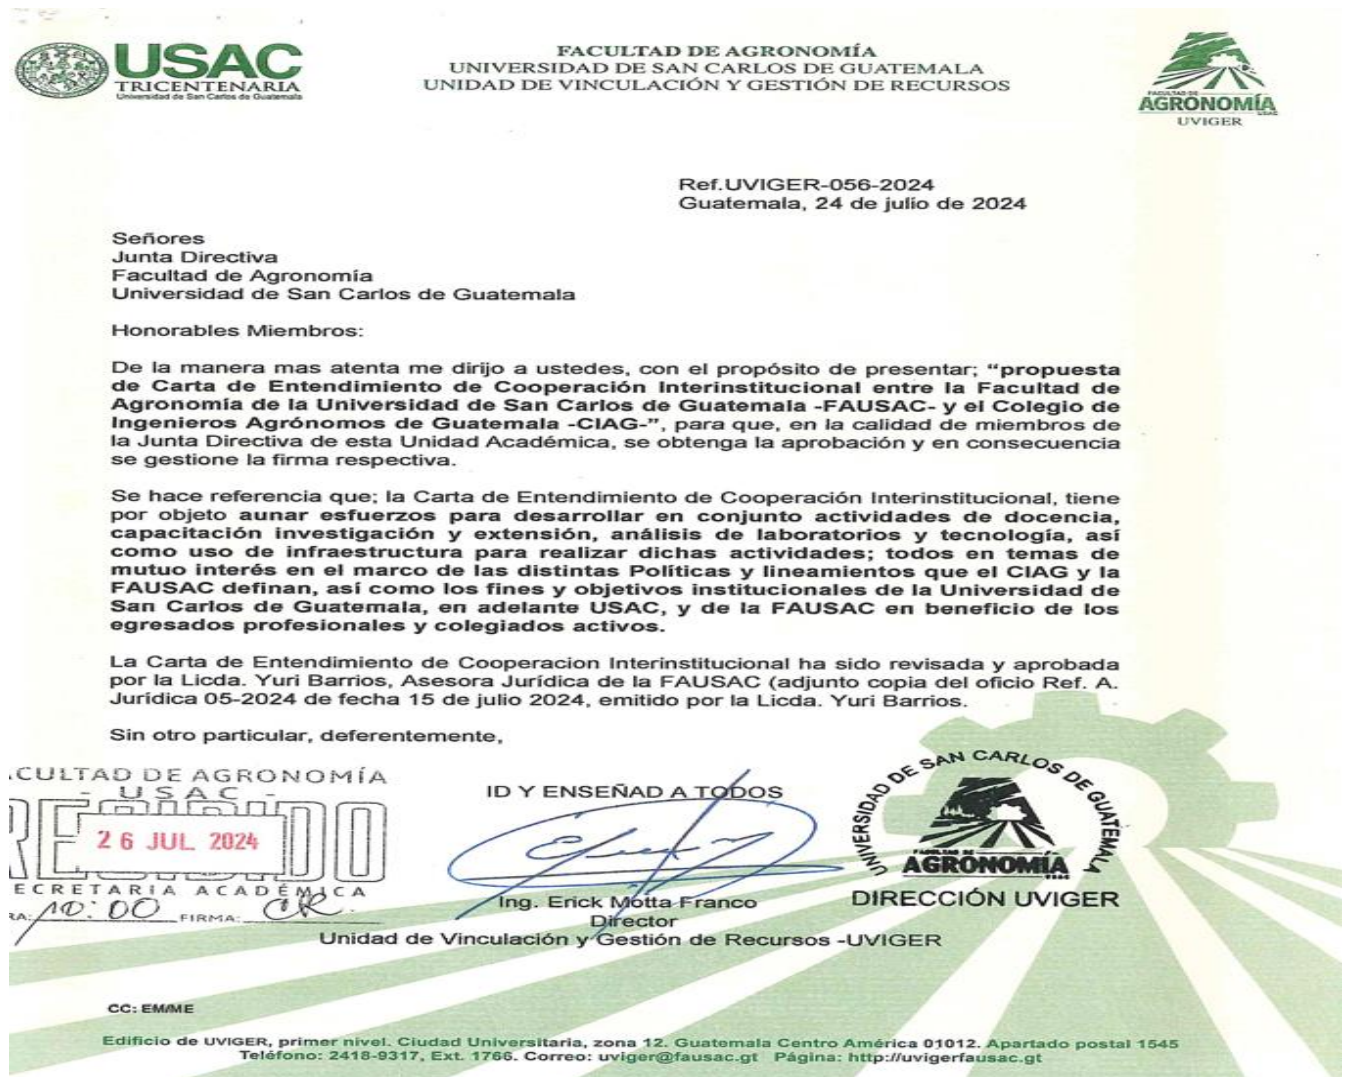 USAC
TRICENTENARIA
Universidad de San Carlos de Guatemala
FACULTAD DE AGRONOMÍA
UNIVERSIDAD DE SAN CARLOS DE GUATEMALA
UNIDAD DE VINCULACIÓN Y GESTIÓN DE RECURSOS
FACULTAD DE
AGRONOMÍA
USAC
UVIGER
Ref.UVIGER-056-2024
Guatemala, 24 de julio de 2024
Señores
Junta Directiva
Facultad de Agronomía
Universidad de San Carlos de Guatemala
Honorables Miembros:
De la manera mas atenta me dirijo a ustedes, con el propósito de presentar; “propuesta
de Carta de Entendimiento de Cooperación Interinstitucional entre la Facultad de
Agronomía de la Universidad de San Carlos de Guatemala -FAUSAC- y el Colegio de
Ingenieros Agrónomos de Guatemala -CIAG-”, para que, en la calidad de miembros de
la Junta Directiva de esta Unidad Académica, se obtenga la aprobación y en consecuencia
se gestione la firma respectiva.
Se hace referencia que; la Carta de Entendimiento de Cooperación Interinstitucional, tiene
por objeto aunar esfuerzos para desarrollar en conjunto actividades de docencia,
capacitación investigación y extensión, análisis de laboratorios y tecnología, así
como uso de infraestructura para realizar dichas actividades; todos en temas de
mutuo interés en el marco de las distintas Políticas y lineamientos que el CIAG y la
FAUSAC definan, así como los fines y objetivos institucionales de la Universidad de
San Carlos de Guatemala, en adelante USAC, y de la FAUSAC en beneficio de los
egresados profesionales y colegiados activos.
La Carta de Entendimiento de Cooperacion Interinstitucional ha sido revisada y aprobada
por la Licda. Yuri Barrios, Asesora Jurídica de la FAUSAC (adjunto copia del oficio Ref. A.
Jurídica 05-2024 de fecha 15 de julio 2024, emitido por la Licda. Yuri Barrios.
Sin otro particular, deferentemente,
CULTAD DE AGRONOMÍA
- USAC -
RECIBIDO
26 JUL 2024
ECRETARIA ACADÉMICA
RA: 10:00 FIRMA: CR.
ID Y ENSEÑAD A TODOS
Ing. Erick Motta Franco
Director
Unidad de Vinculación y Gestión de Recursos -UVIGER
UNIVERSIDAD DE SAN CARLOS DE GUATEMALA
FACULTAD DE
AGRONOMÍA
DIRECCIÓN UVIGER
CC: EM/ME
Edificio de UVIGER, primer nivel. Ciudad Universitaria, zona 12. Guatemala Centro América 01012. Apartado postal 1545
Teléfono: 2418-9317, Ext. 1766. Correo: uviger@fausac.gt Página: http://uvigerfausac.gt